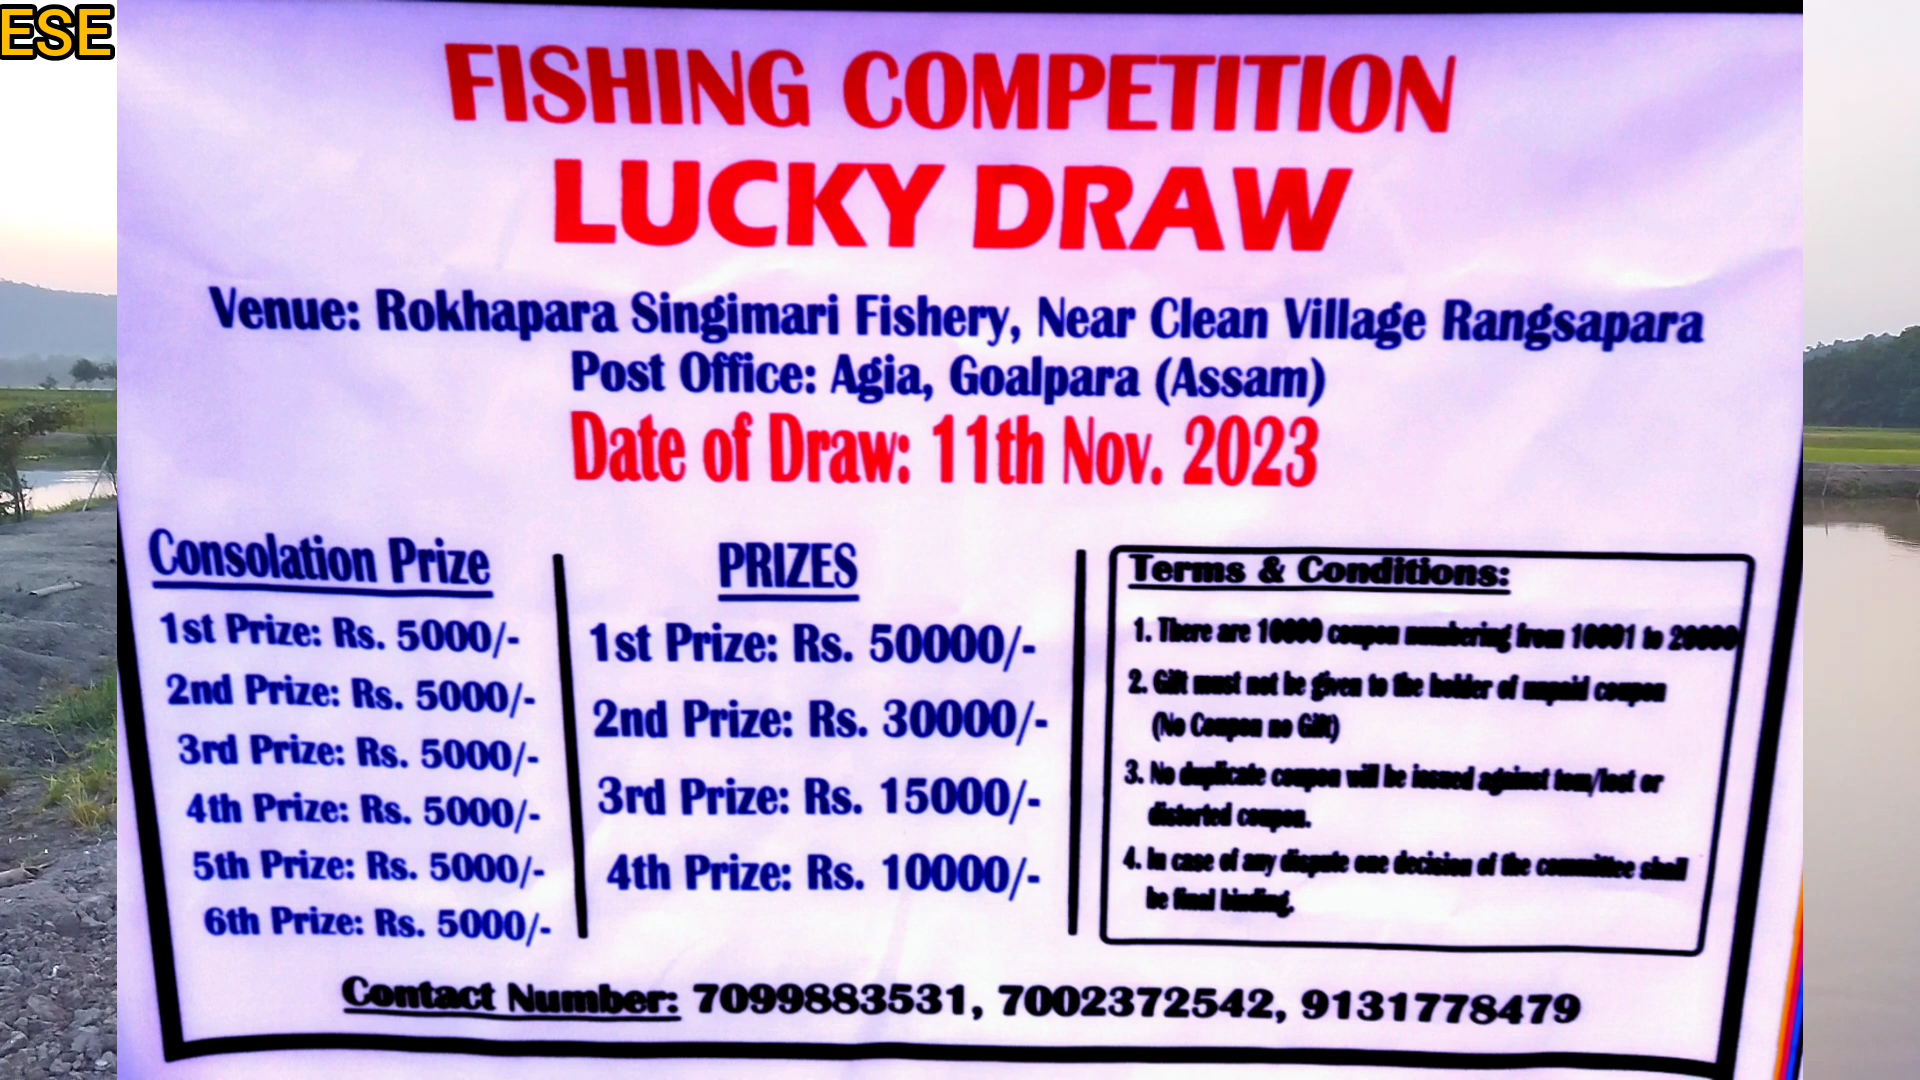 ESE
FISHING COMPETITION
LUCKY DRAW
Venue: Rokhapara Singimari Fishery, Near Clean Village Rangsapara
Post Office: Agia, Goalpara (Assam)
Date of Draw: 11th Nov. 2023
Consolation Prize
1st Prize: Rs. 5000/-
2nd Prize: Rs. 5000/-
3rd Prize: Rs. 5000/-
4th Prize: Rs. 5000/-
5th Prize: Rs. 5000/-
6th Prize: Rs. 5000/-
PRIZES
1st Prize: Rs. 50000/-
2nd Prize: Rs. 30000/-
3rd Prize: Rs. 15000/-
4th Prize: Rs. 10000/-
Terms & Conditions:
1. There are 10000 coupon numbering from 10001 to 20000
2. Gift must not be given to the holder of unpaid coupon
(No Coupon no Gift)
3. No duplicate coupon will be issued against torn/lost or
distorted coupon.
4. In case of any dispute one decision of the committee shall
be final binding.
Contact Number: 7099883531, 7002372542, 9131778479